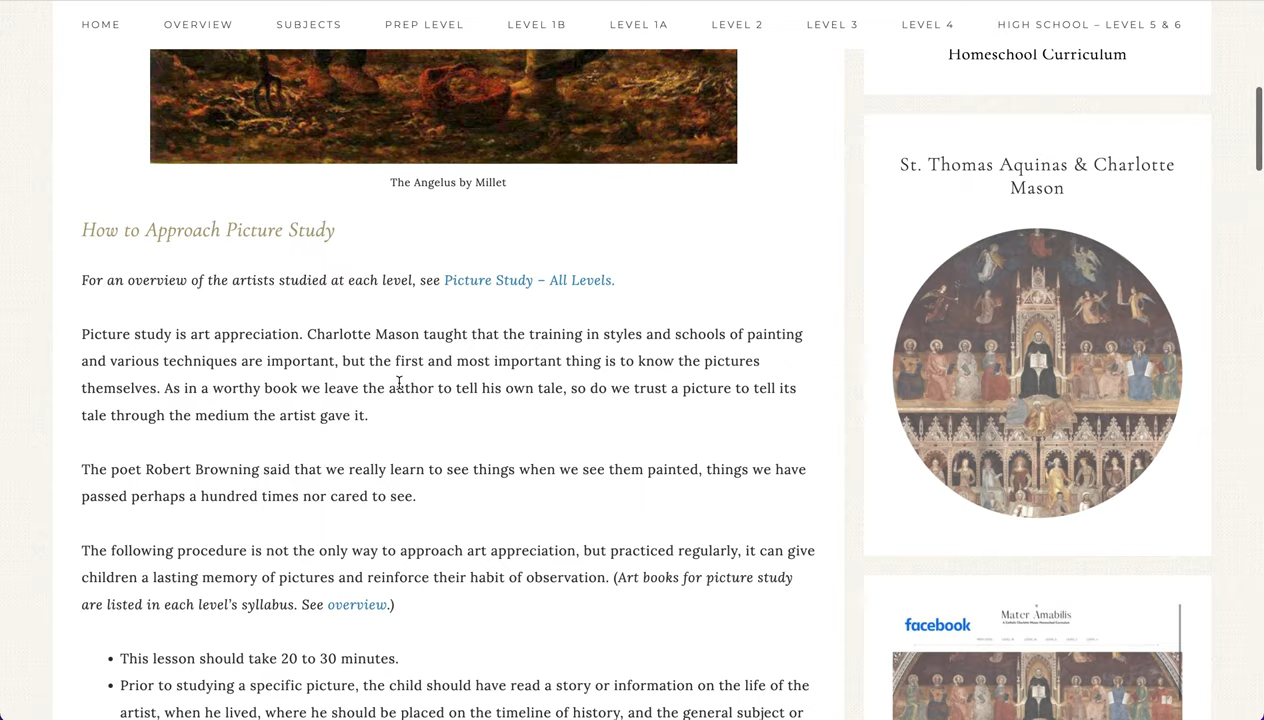 HOME OVERVIEW SUBJECTS PREP LEVEL LEVEL 1B LEVEL 1A LEVEL 2 LEVEL 3 LEVEL 4 HIGH SCHOOL – LEVEL 5 & 6
The Angelus by Millet
How to Approach Picture Study
For an overview of the artists studied at each level, see Picture Study – All Levels.
Picture study is art appreciation. Charlotte Mason taught that the training in styles and schools of painting
and various techniques are important, but the first and most important thing is to know the pictures
themselves. As in a worthy book we leave the author to tell his own tale, so do we trust a picture to tell its
tale through the medium the artist gave it.
The poet Robert Browning said that we really learn to see things when we see them painted, things we have
passed perhaps a hundred times nor cared to see.
The following procedure is not the only way to approach art appreciation, but practiced regularly, it can give
children a lasting memory of pictures and reinforce their habit of observation. (Art books for picture study
are listed in each level's syllabus. See overview.)
• This lesson should take 20 to 30 minutes.
• Prior to studying a specific picture, the child should have read a story or information on the life of the
artist, when he lived, where he should be placed on the timeline of history, and the general subject or
Homeschool Curriculum
St. Thomas Aquinas & Charlotte
Mason
facebook
Mater Amabilis